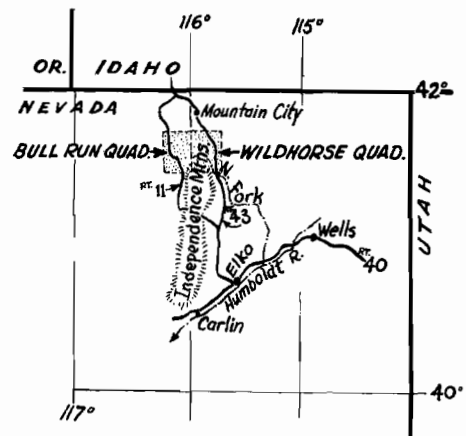 116°
115°
OR. IDAHO
42°
NEVADA
Mountain City
BULL RUN QUAD.
WILDHORSE QUAD.
RT. 11
Independence Mtns.
N. Fork
43
UTAH
Wells
RT. 40
Elko
Humboldt R.
Carlin
40°
117°